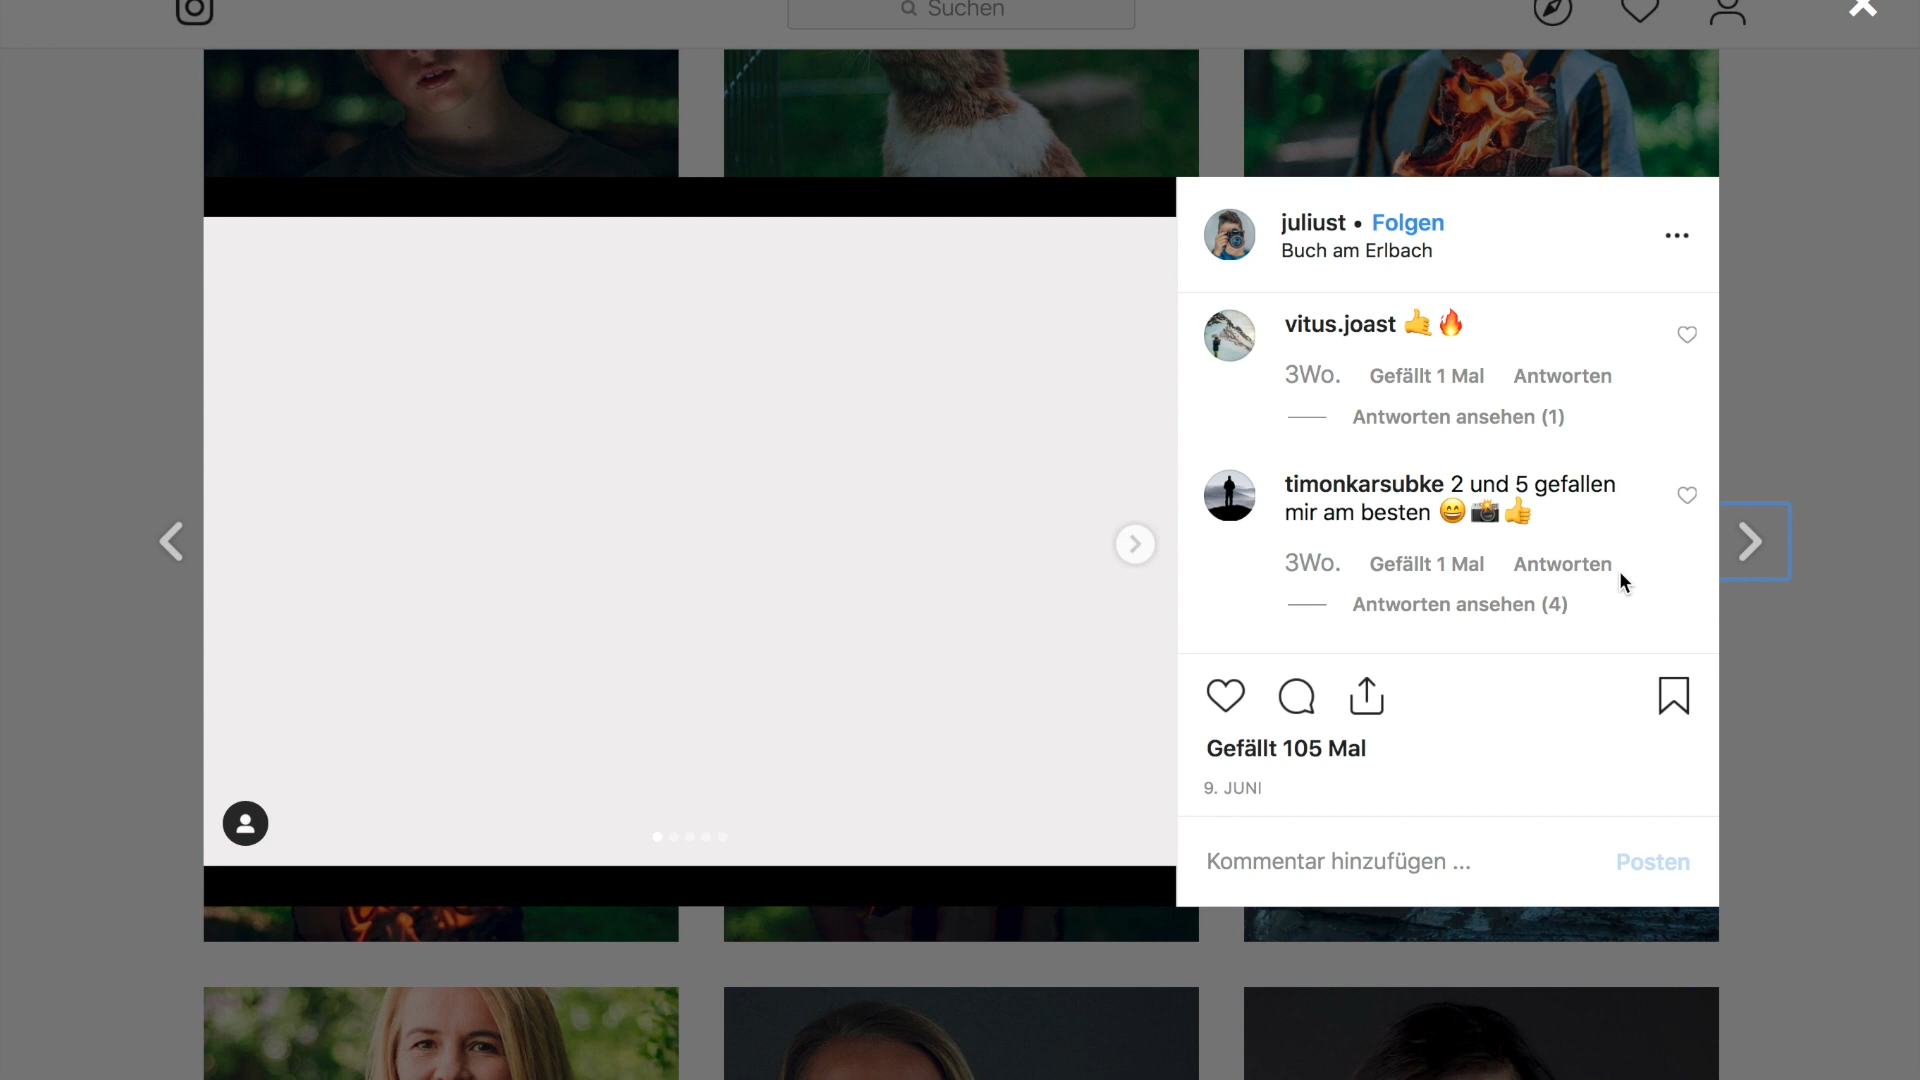 Suchen
juliust • Folgen
Buch am Erlbach
vitus.joast 🤙🔥
3Wo. Gefällt 1 Mal Antworten
Antworten ansehen (1)
timonkarsubke 2 und 5 gefallen
mir am besten 😄📸👍
3Wo. Gefällt 1 Mal Antworten
Antworten ansehen (4)
Gefällt 105 Mal
9. JUNI
Kommentar hinzufügen ... Posten